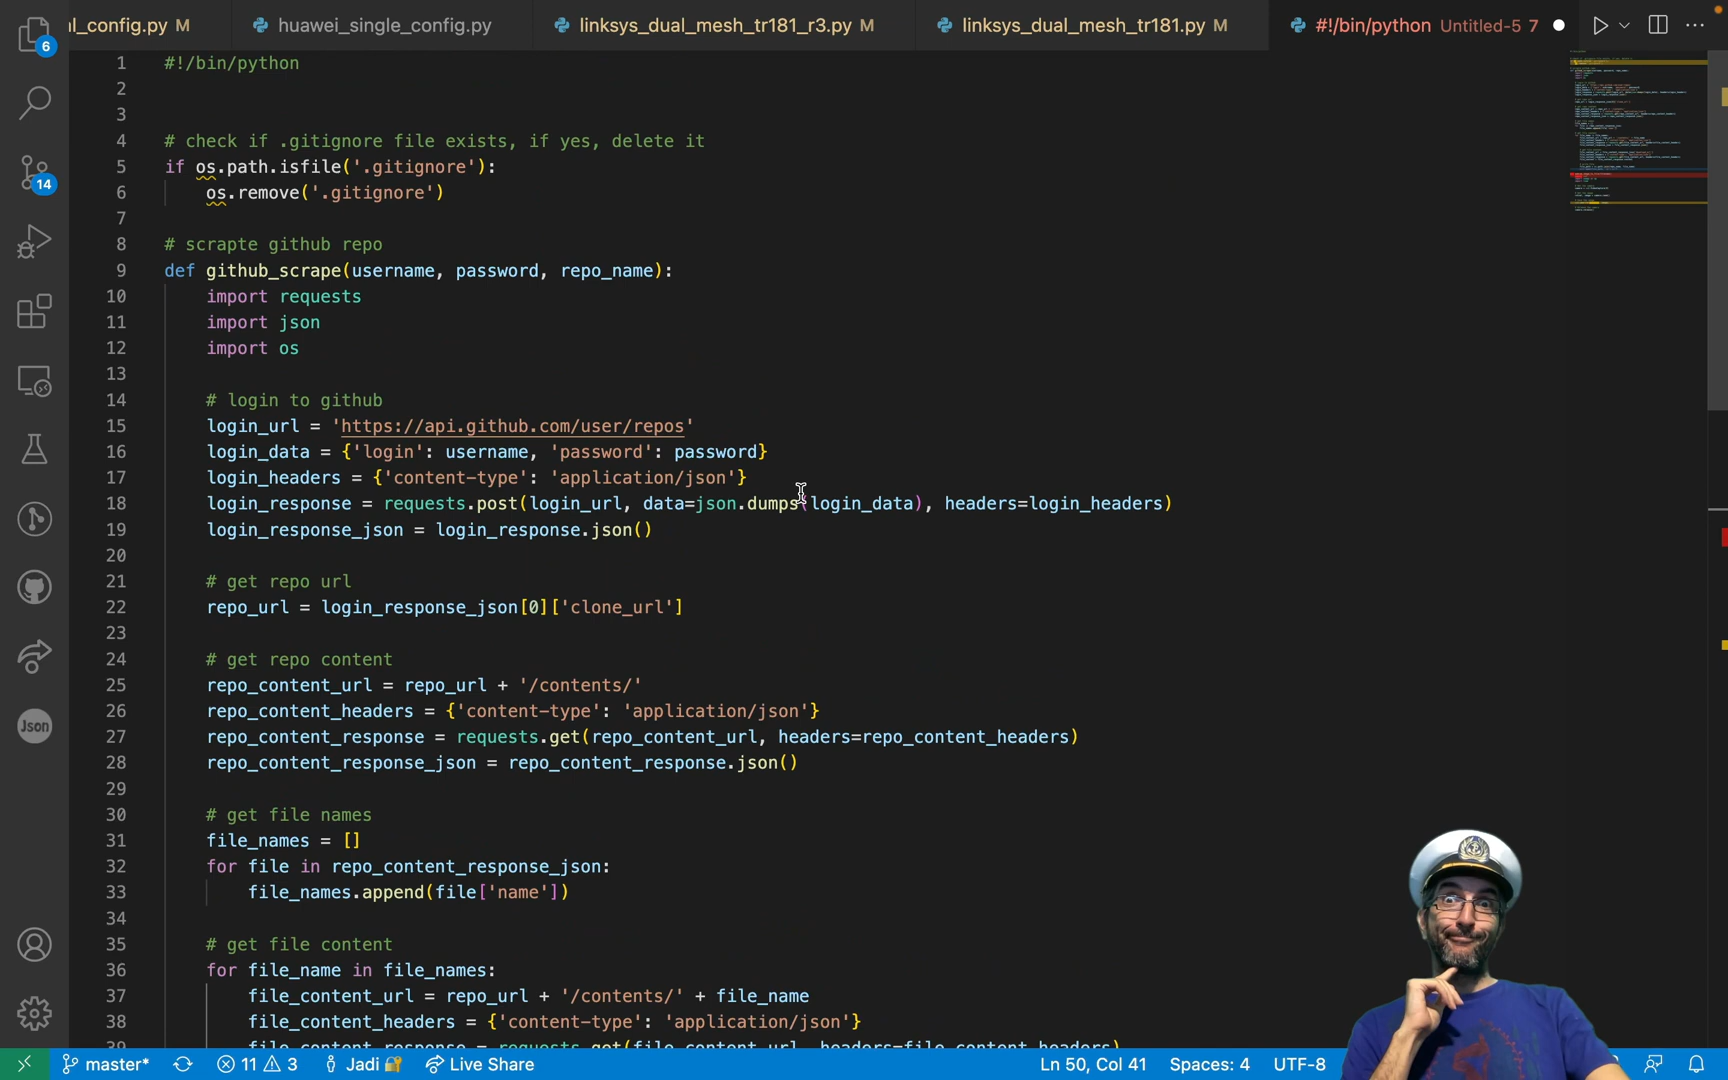 al_config.py M
huawei_single_config.py
linksys_dual_mesh_tr181_r3.py M
linksys_dual_mesh_tr181.py M
#!/bin/python Untitled-5 7
6
14
Json
1 #!/bin/python
2
3
4 # check if .gitignore file exists, if yes, delete it
5 if os.path.isfile('.gitignore'):
6 os.remove('.gitignore')
7
8 # scrapte github repo
9 def github_scrape(username, password, repo_name):
10 import requests
11 import json
12 import os
13
14 # login to github
15 login_url = 'https://api.github.com/user/repos'
16 login_data = {'login': username, 'password': password}
17 login_headers = {'content-type': 'application/json'}
18 login_response = requests.post(login_url, data=json.dumps(login_data), headers=login_headers)
19 login_response_json = login_response.json()
20
21 # get repo url
22 repo_url = login_response_json[0]['clone_url']
23
24 # get repo content
25 repo_content_url = repo_url + '/contents/'
26 repo_content_headers = {'content-type': 'application/json'}
27 repo_content_response = requests.get(repo_content_url, headers=repo_content_headers)
28 repo_content_response_json = repo_content_response.json()
29
30 # get file names
31 file_names = []
32 for file in repo_content_response_json:
33 file_names.append(file['name'])
34
35 # get file content
36 for file_name in file_names:
37 file_content_url = repo_url + '/contents/' + file_name
38 file_content_headers = {'content-type': 'application/json'}
39 file_content_response = requests.get(file_content_url, headers=file_content_headers)
master* 11 3 Jadi Live Share Ln 50, Col 41 Spaces: 4 UTF-8